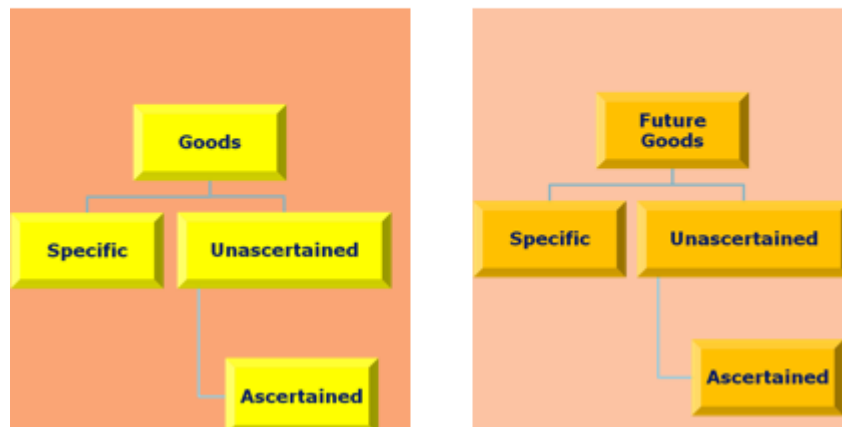 Goods
Specific
Unascertained
Ascertained
Future
Goods
Specific
Unascertained
Ascertained